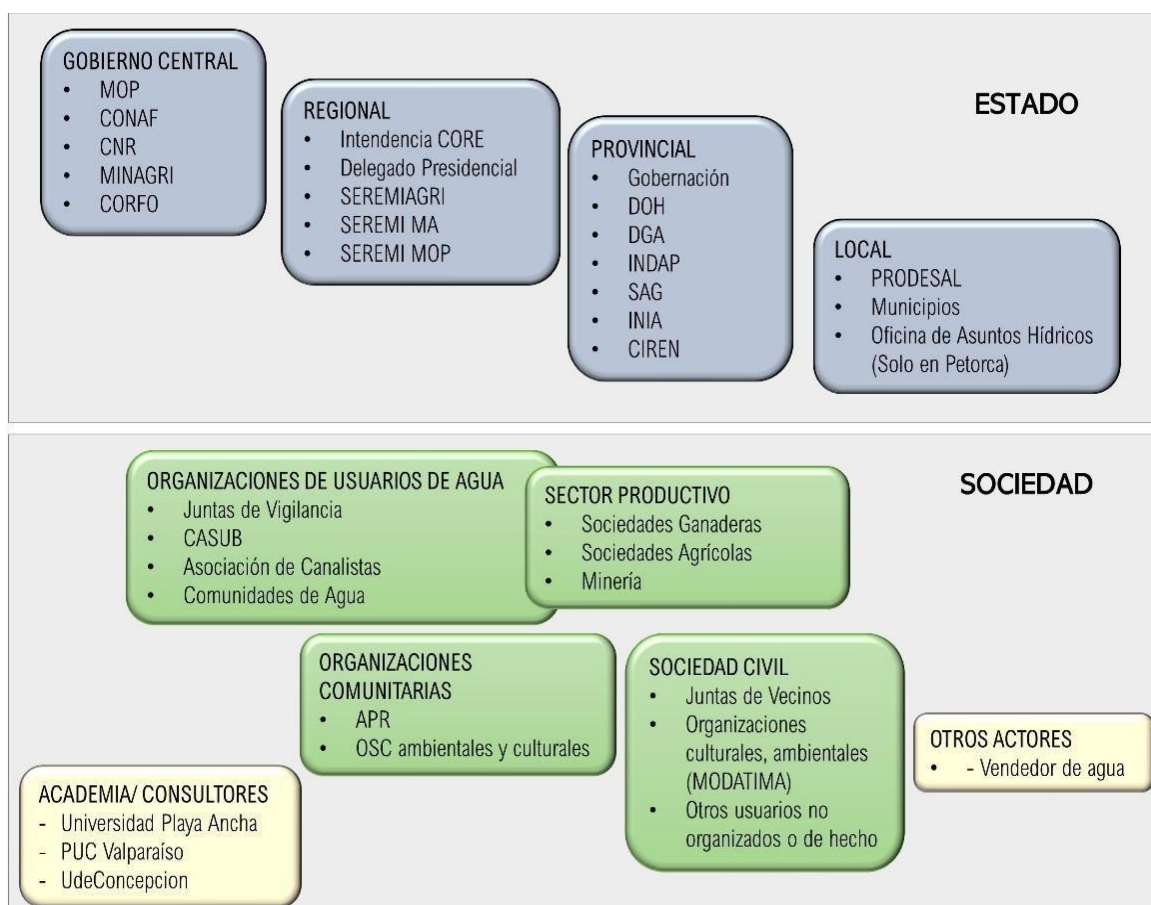 ESTADO
GOBIERNO CENTRAL
• MOP
• CONAF
• CNR
• MINAGRI
• CORFO
REGIONAL
• Intendencia CORE
• Delegado Presidencial
• SEREMIAGRI
• SEREMI MA
• SEREMI MOP
PROVINCIAL
• Gobernación
• DOH
• DGA
• INDAP
• SAG
• INIA
• CIREN
LOCAL
• PRODESAL
• Municipios
• Oficina de Asuntos Hídricos
(Solo en Petorca)
SOCIEDAD
ORGANIZACIONES DE USUARIOS DE AGUA
• Juntas de Vigilancia
• CASUB
• Asociación de Canalistas
• Comunidades de Agua
SECTOR PRODUCTIVO
• Sociedades Ganaderas
• Sociedades Agrícolas
• Minería
ORGANIZACIONES
COMUNITARIAS
• APR
• OSC ambientales y culturales
SOCIEDAD CIVIL
• Juntas de Vecinos
• Organizaciones
culturales, ambientales
(MODATIMA)
• Otros usuarios no
organizados o de hecho
OTROS ACTORES
• - Vendedor de agua
ACADEMIA/ CONSULTORES
- Universidad Playa Ancha
- PUC Valparaíso
- UdeConcepcion